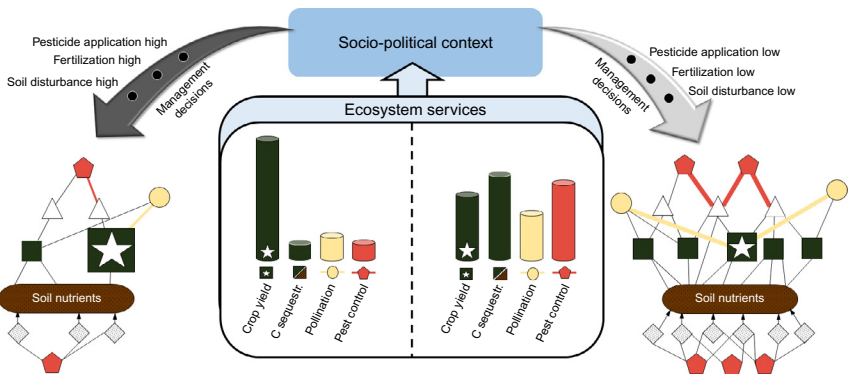 Socio-political context
Pesticide application high
Fertilization high
Soil disturbance high
Management
decisions
Pesticide application low
Fertilization low
Soil disturbance low
Management
decisions
Ecosystem services
Crop yield
C sequestr.
Pollination
Pest control
Crop yield
C sequestr.
Pollination
Pest control
Soil nutrients
Soil nutrients